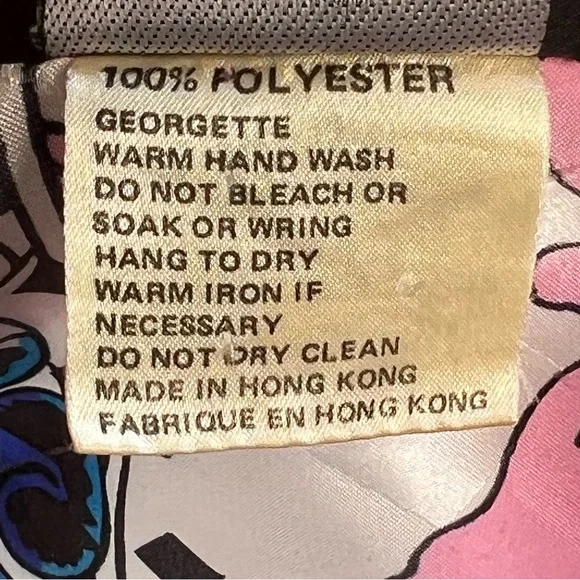 100% POLYESTER
GEORGETTE
WARM HAND WASH
DO NOT BLEACH OR
SOAK OR WRING
HANG TO DRY
WARM IRON IF
NECESSARY
DO NOT DRY CLEAN
MADE IN HONG KONG
FABRIQUE EN HONG KONG